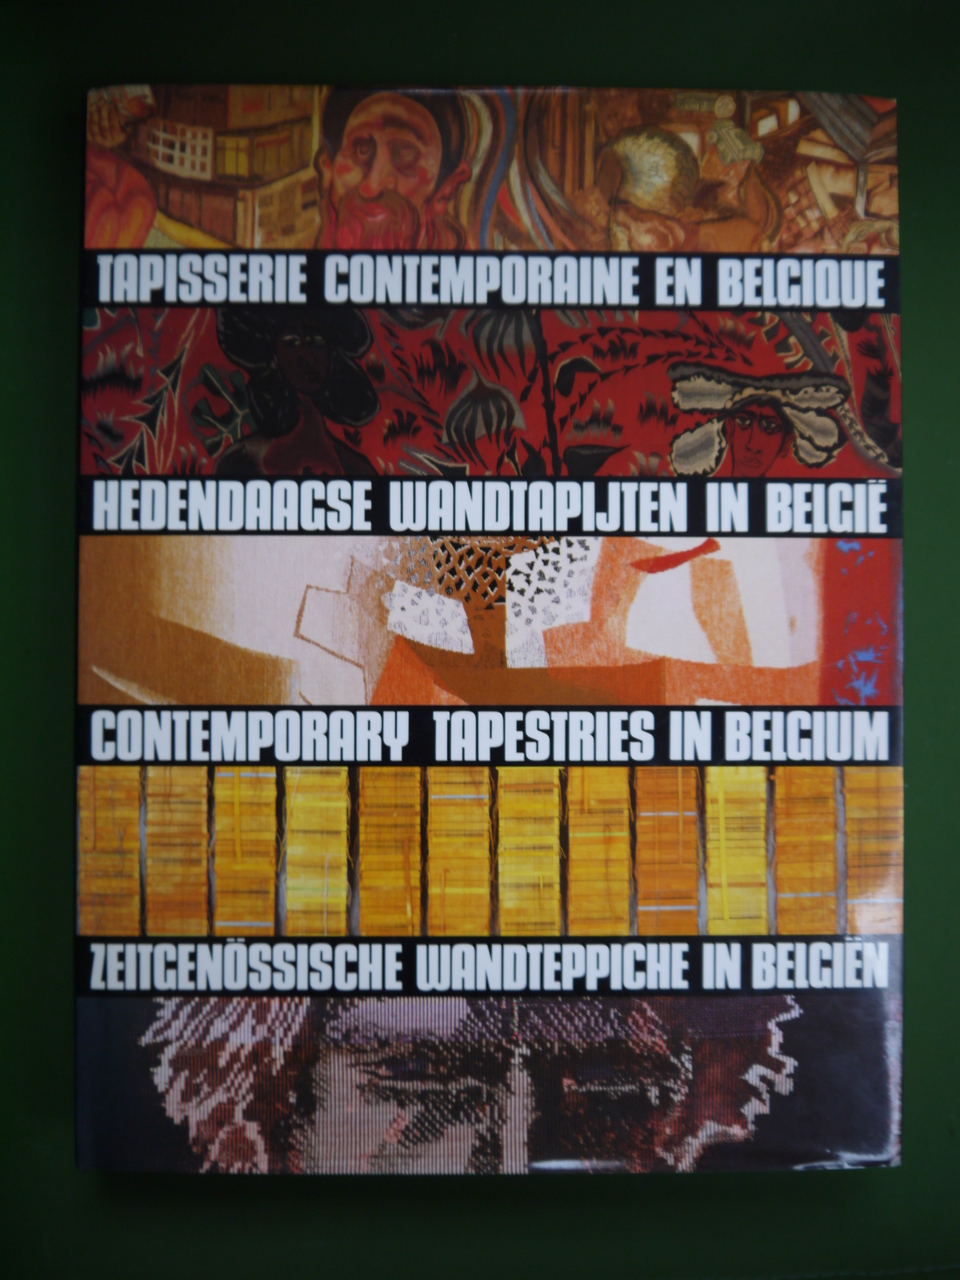 TAPISSERIE CONTEMPORAINE EN BELGIQUE
HEDENDAAGSE WANDTAPIJTEN IN BELGIË
CONTEMPORARY TAPESTRIES IN BELGIUM
ZEITGENÖSSISCHE WANDTEPPICHE IN BELGIËN